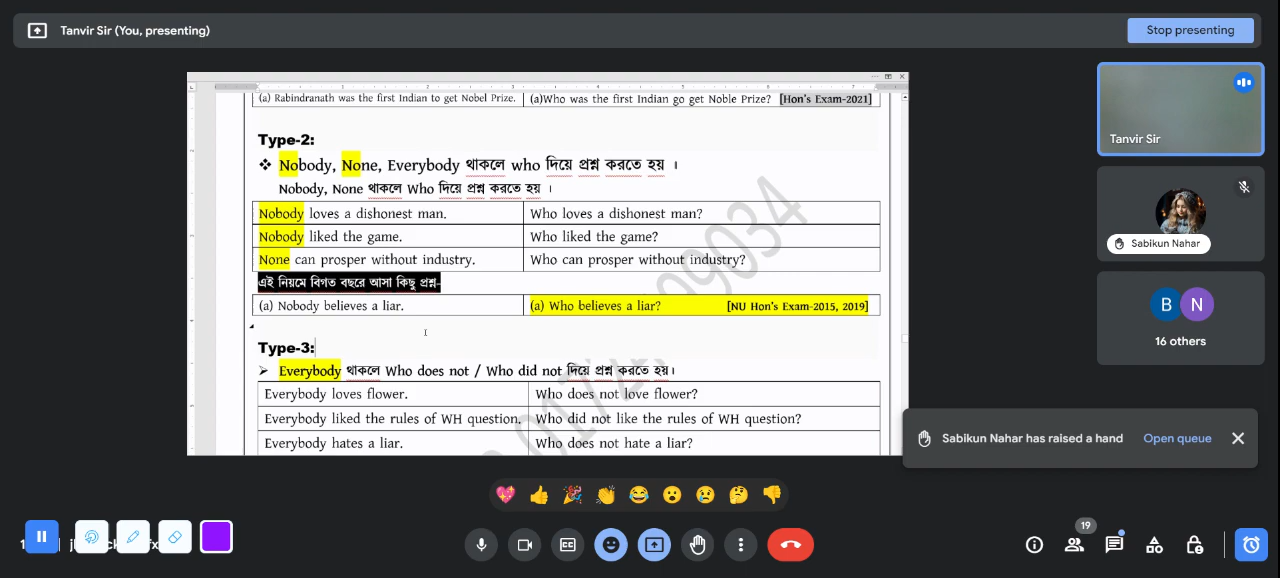 Tanvir Sir (You, presenting)
Stop presenting
(a) Rabindranath was the first Indian to get Nobel Prize. (a)Who was the first Indian go get Noble Prize? [Hon's Exam-2021]
Type-2:
❖ Nobody, None, Everybody থাকলে who দিয়ে প্রশ্ন করতে হয় ।
Nobody, None থাকলে Who দিয়ে প্রশ্ন করতে হয় ।
Nobody loves a dishonest man. Who loves a dishonest man?
Nobody liked the game. Who liked the game?
None can prosper without industry. Who can prosper without industry?
এই নিয়মে বিগত বছরে আসা কিছু প্রশ্ন-
(a) Nobody believes a liar. (a) Who believes a liar? [NU Hon's Exam-2015, 2019]
Type-3:
➢ Everybody থাকলে Who does not / Who did not দিয়ে প্রশ্ন করতে হয়।
Everybody loves flower. Who does not love flower?
Everybody liked the rules of WH question. Who did not like the rules of WH question?
Everybody hates a liar. Who does not hate a liar?
Tanvir Sir
Sabikun Nahar
B N
16 others
Sabikun Nahar has raised a hand Open queue
19